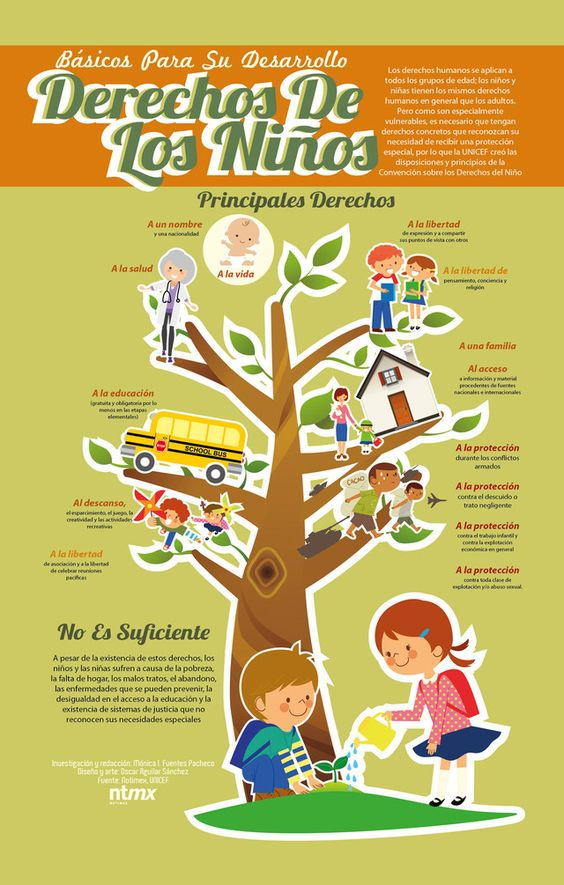 Básicos Para Su Desarrollo
Derechos De
Los Niños
Los derechos humanos se aplican a
todos los grupos de edad; los niños y
niñas tienen los mismos derechos
humanos en general que los adultos.
Pero como son especialmente
vulnerables, es necesario que tengan
derechos concretos que reconozcan su
necesidad de recibir una protección
especial, por lo que la UNICEF creó las
disposiciones y principios de la
Convención sobre los Derechos del Niño
Principales Derechos
A un nombre
y una nacionalidad
A la vida
A la salud
A la educación
(gratuita y obligatoria por lo
menos en las etapas
elementales)
SCHOOL BUS
Al descanso,
el esparcimiento, el juego, la
creatividad y las actividades
recreativas
A la libertad
de asociación y a la libertad
de celebrar reuniones
pacíficas
A la libertad
de expresión y a compartir
sus puntos de vista con otros
A la libertad de
pensamiento, conciencia y
religión
A una familia
Al acceso
a información y material
procedentes de fuentes
nacionales e internacionales
A la protección
durante los conflictos
armados
A la protección
contra el descuido o
trato negligente
A la protección
contra el trabajo infantil y
contra la explotación
económica en general
A la protección
contra toda clase de
explotación y/o abuso sexual.
CACAO
No Es Suficiente
A pesar de la existencia de estos derechos, los
niños y las niñas sufren a causa de la pobreza,
la falta de hogar, los malos tratos, el abandono,
las enfermedades que se pueden prevenir, la
desigualdad en el acceso a la educación y la
existencia de sistemas de justicia que no
reconocen sus necesidades especiales
Investigación y redacción: Mónica I. Fuentes Pacheco
Diseño y arte: Oscar Aguilar Sánchez
Fuente: Notimex, UNICEF
ntmx
NOTIMEX